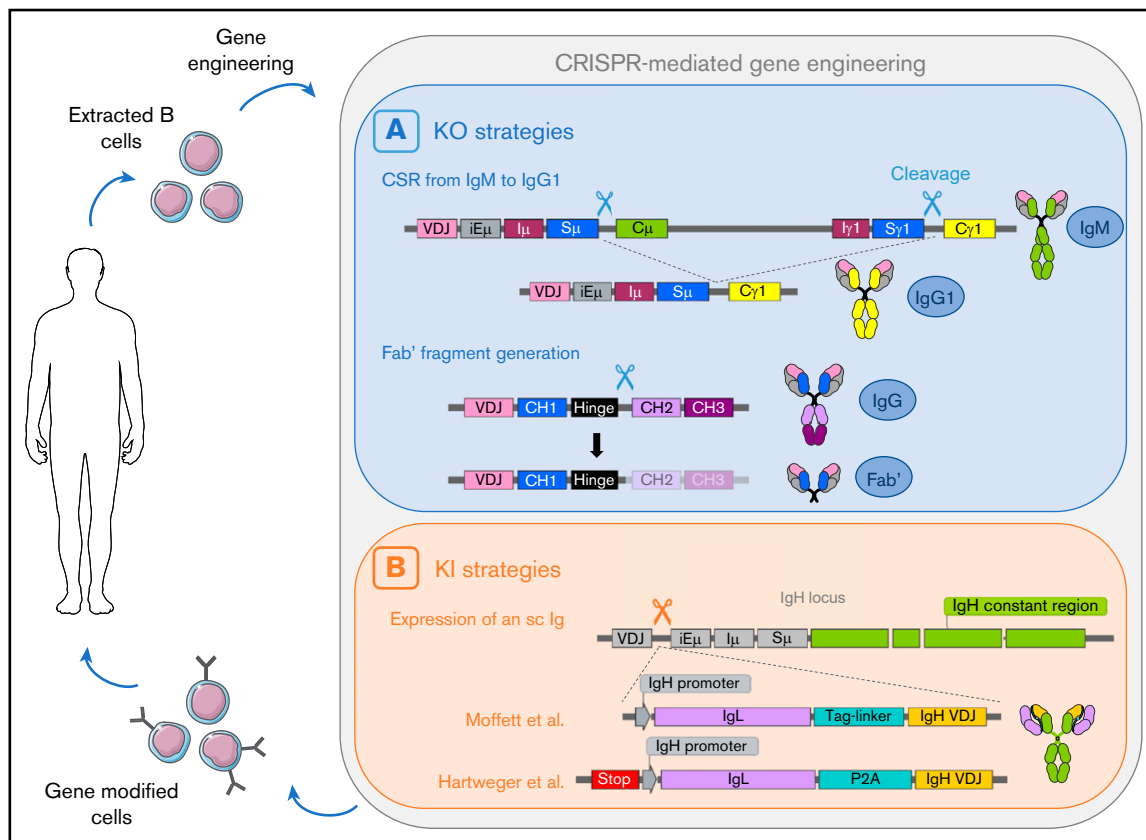 Gene
engineering
Extracted B
cells
Gene modified
cells
CRISPR-mediated gene engineering
A KO strategies
CSR from IgM to IgG1
Cleavage
VDJ iEμ Iμ Sμ Cμ Iγ1 Sγ1 Cγ1
IgM
VDJ iEμ Iμ Sμ Cγ1
IgG1
Fab' fragment generation
VDJ CH1 Hinge CH2 CH3
IgG
VDJ CH1 Hinge CH2 CH3
Fab'
B KI strategies
Expression of an sc Ig
IgH locus
IgH constant region
VDJ iEμ Iμ Sμ
IgH promoter
Moffett et al.
IgL Tag-linker IgH VDJ
IgH promoter
Hartweger et al.
Stop IgL P2A IgH VDJ